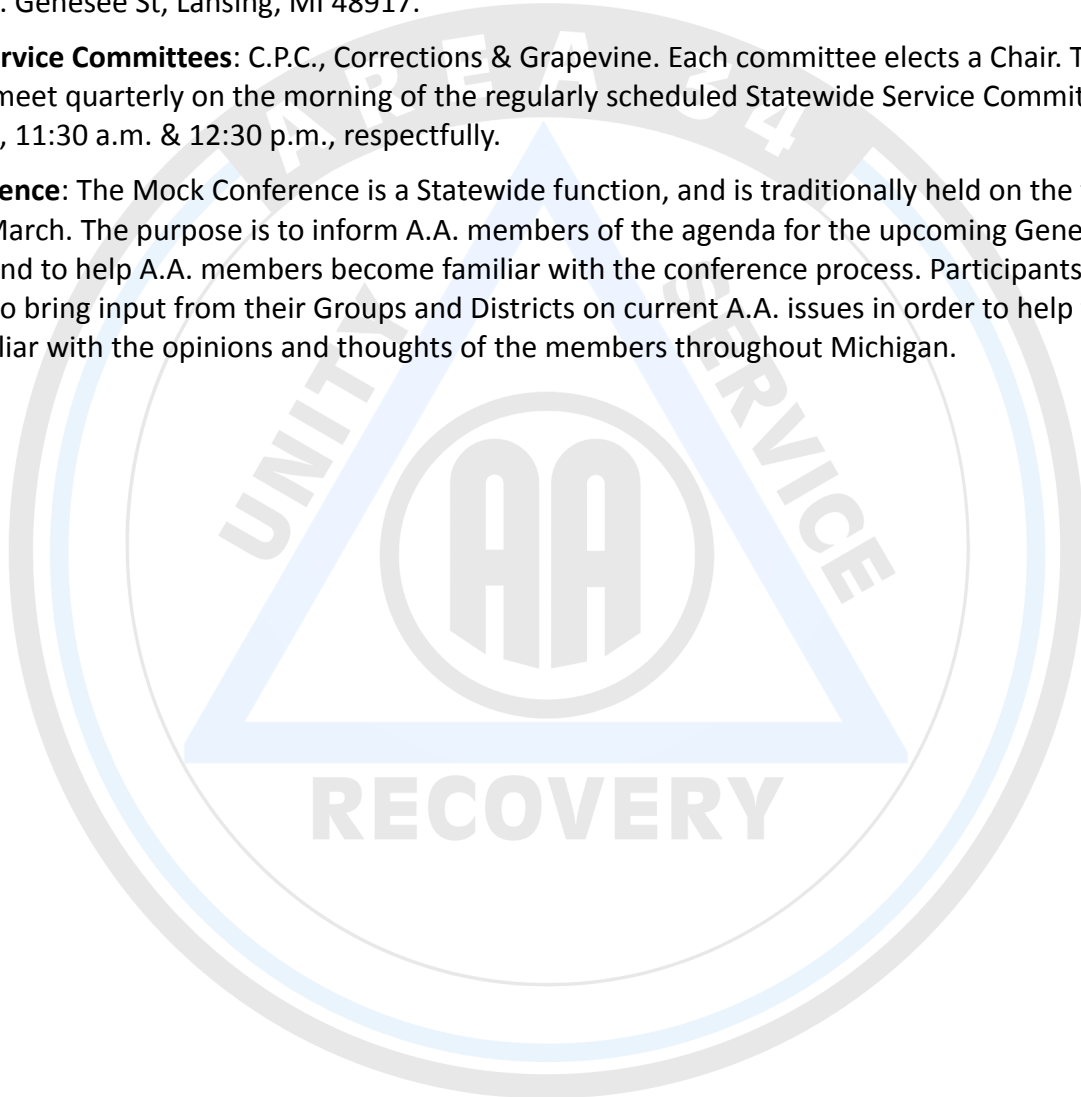 . Genesee St, Lansing, MI 48917.
rvice Committees: C.P.C., Corrections & Grapevine. Each committee elects a Chair. T
meet quarterly on the morning of the regularly scheduled Statewide Service Commit
, 11:30 a.m. & 12:30 p.m., respectfully.
ence: The Mock Conference is a Statewide function, and is traditionally held on the
March. The purpose is to inform A.A. members of the agenda for the upcoming Gene
nd to help A.A. members become familiar with the conference process. Participants
o bring input from their Groups and Districts on current A.A. issues in order to help
liar with the opinions and thoughts of the members throughout Michigan.
AREA 34
UNITY
SERVICE
AA
RECOVERY